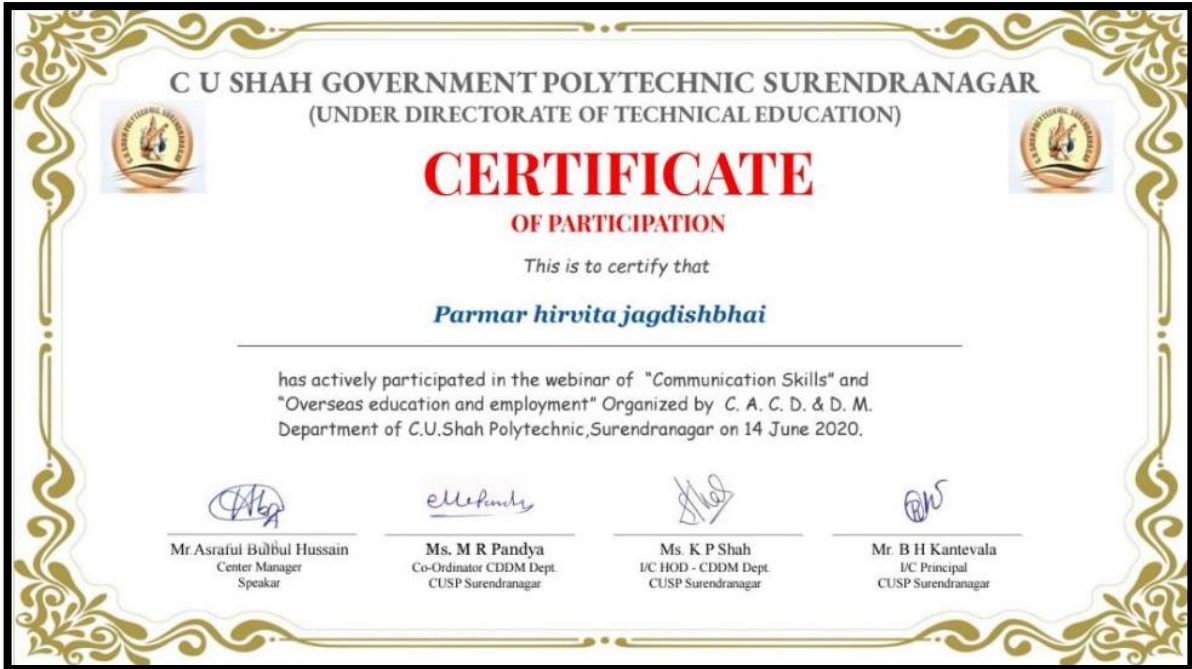 C U SHAH GOVERNMENT POLYTECHNIC SURENDRANAGAR
(UNDER DIRECTORATE OF TECHNICAL EDUCATION)
CERTIFICATE
OF PARTICIPATION
This is to certify that
Parmar hirvita jagdishbhai
has actively participated in the webinar of "Communication Skills" and
"Overseas education and employment" Organized by C. A. C. D. & D. M.
Department of C.U.Shah Polytechnic,Surendranagar on 14 June 2020.
Mr.Asraful Bulbul Hussain
Center Manager
Speakar
Ms. M R Pandya
Co-Ordinator CDDM Dept.
CUSP Surendranagar
Ms. K P Shah
I/C HOD - CDDM Dept.
CUSP Surendranagar
Mr. B H Kantevala
I/C Principal
CUSP Surendranagar